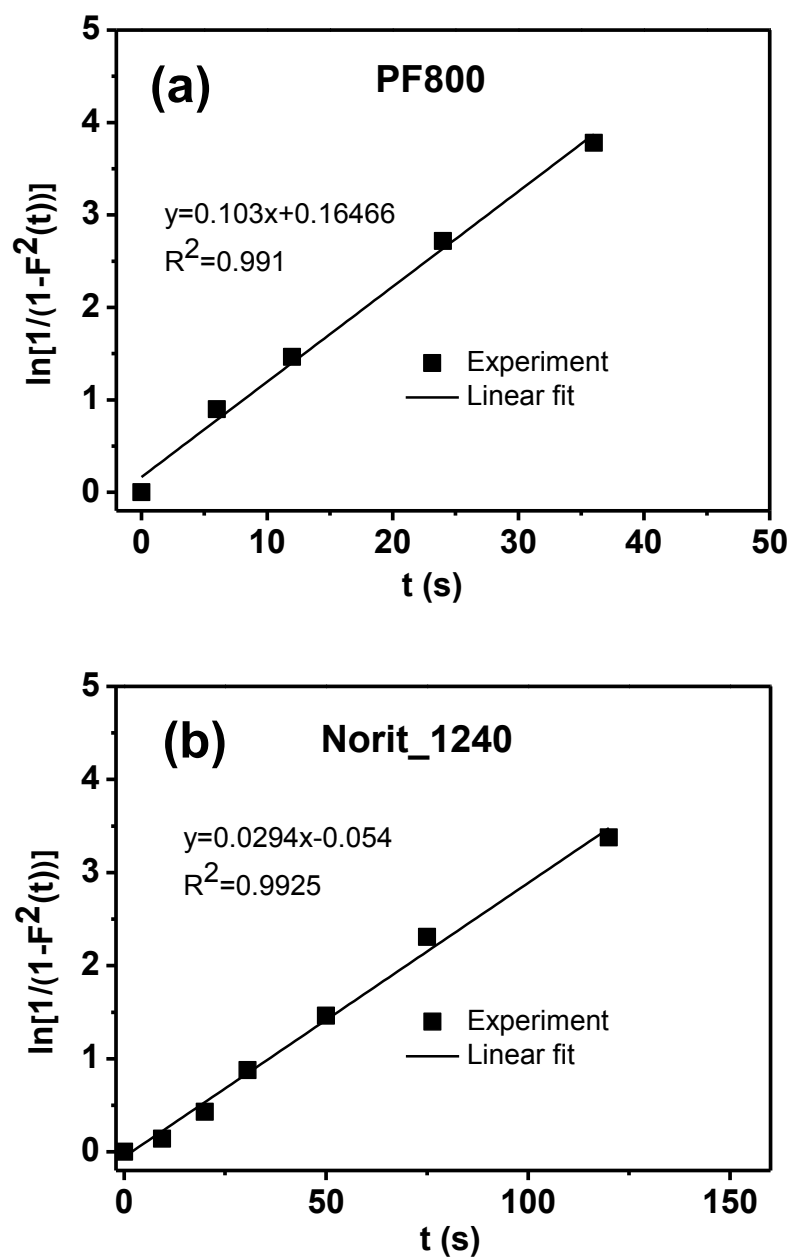 (a) PF800
5
4
3
2
1
0
ln[1/(1-F²(t))]
y=0.103x+0.16466
R²=0.991
Experiment
Linear fit
0 10 20 30 40 50
t (s)
(b) Norit_1240
5
4
3
2
1
0
ln[1/(1-F²(t))]
y=0.0294x-0.054
R²=0.9925
Experiment
Linear fit
0 50 100 150
t (s)